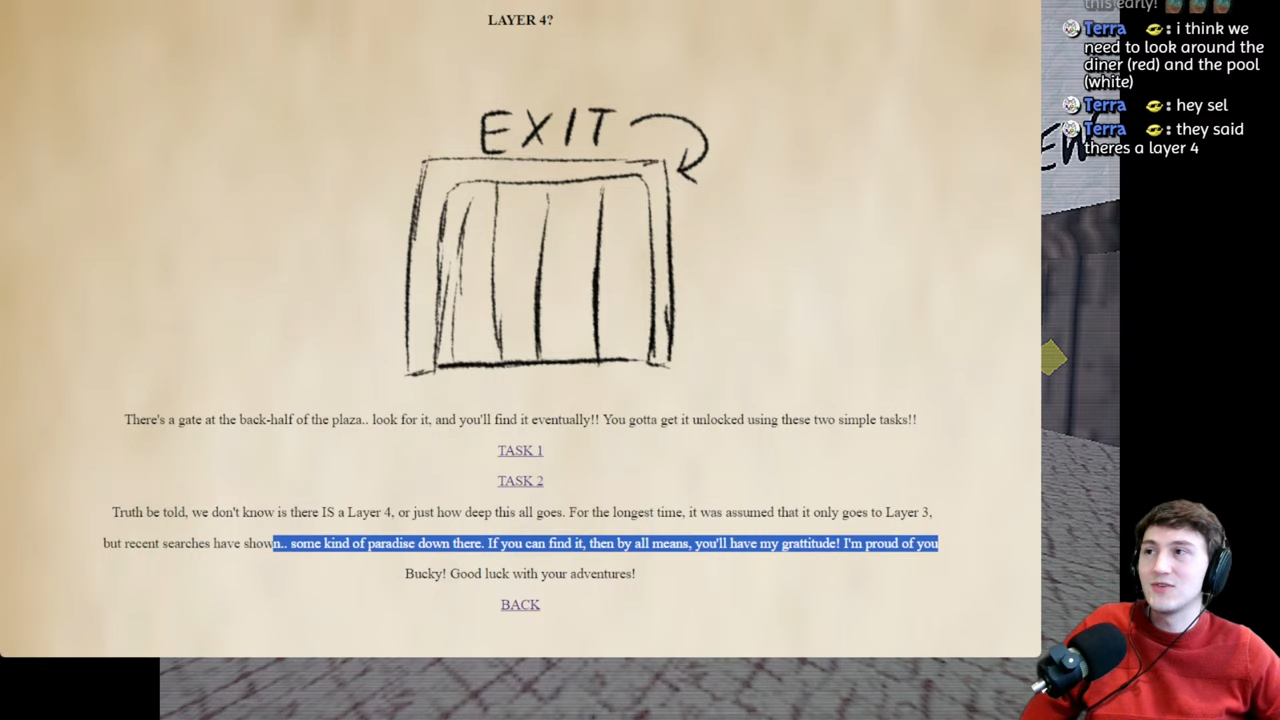 LAYER 4?
EXIT
There's a gate at the back-half of the plaza.. look for it, and you'll find it eventually!! You gotta get it unlocked using these two simple tasks!!
TASK 1
TASK 2
Truth be told, we don't know is there IS a Layer 4, or just how deep this all goes. For the longest time, it was assumed that it only goes to Layer 3,
but recent searches have shown.. some kind of paradise down there. If you can find it, then by all means, you'll have my grattitude! I'm proud of you
Bucky! Good luck with your adventures!
BACK
this early!
Terra : i think we
need to look around the
diner (red) and the pool
(white)
Terra : hey sel
Terra : they said
theres a layer 4